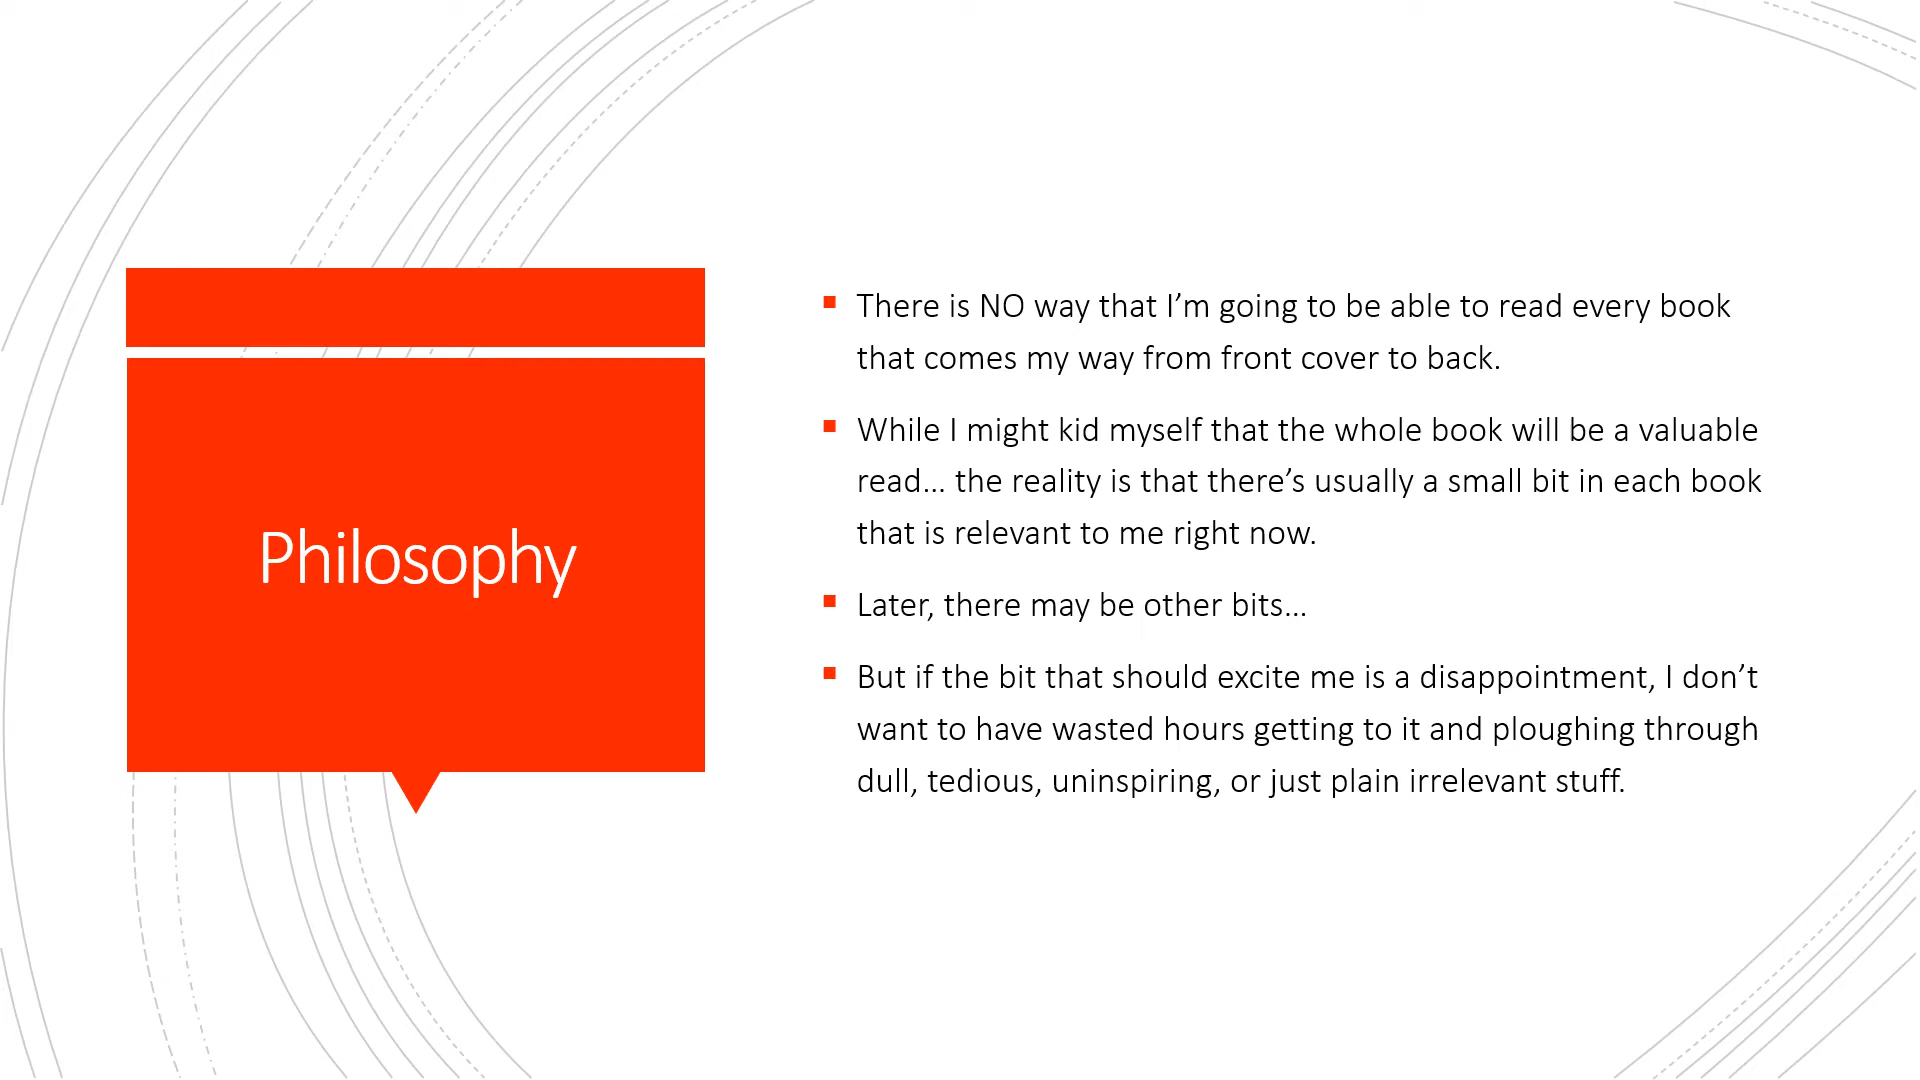 Philosophy
There is NO way that I’m going to be able to read every book
that comes my way from front cover to back.
While I might kid myself that the whole book will be a valuable
read… the reality is that there’s usually a small bit in each book
that is relevant to me right now.
Later, there may be other bits…
But if the bit that should excite me is a disappointment, I don’t
want to have wasted hours getting to it and ploughing through
dull, tedious, uninspiring, or just plain irrelevant stuff.